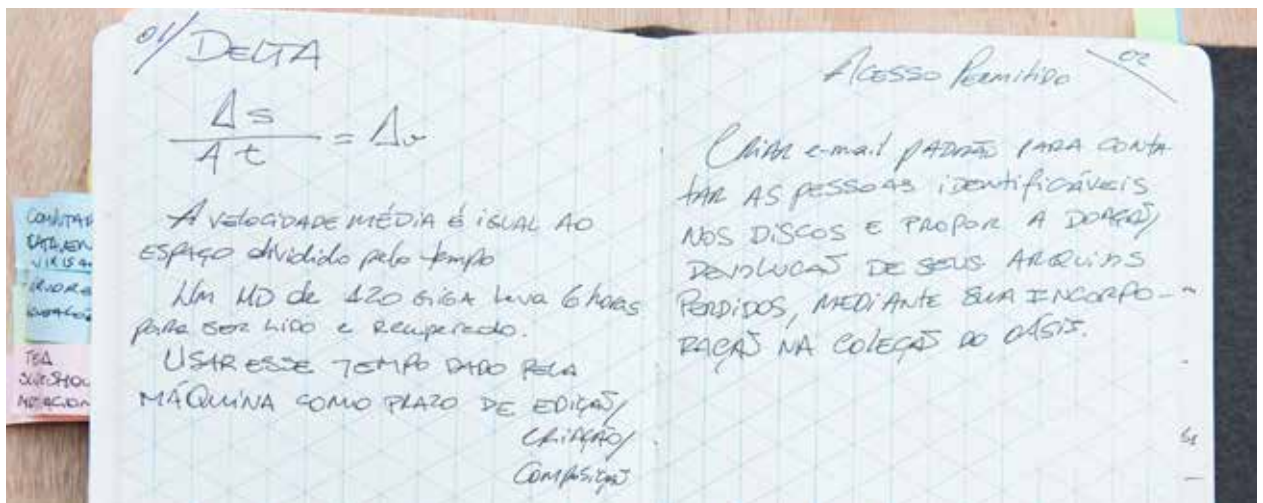 01/ DELTA
Δs
Δt = Δv
A velocidade média é igual ao
espaço dividido pelo tempo
Um HD de 120 giga leva 6 horas
para ser lido e recuperado.
Usar esse tempo dado pela
máquina como prazo de edição/
criação/
composição
02
Acesso Permitido
Criar e-mail padrão para conta
tar as pessoas identificáveis
nos discos e propor a doação/
devolução de seus arquivos
perdidos, mediante sua incorpo-
ração na coleção do oásis.
TEA